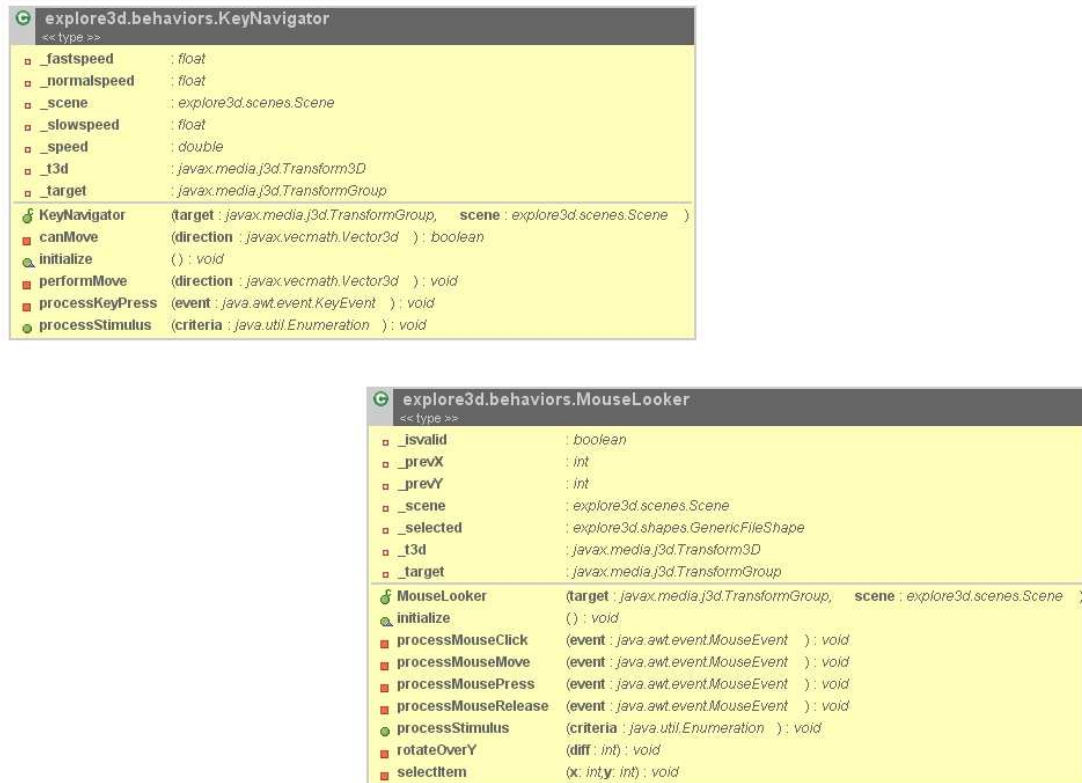 explore3d.behaviors.KeyNavigator
<< type >>
_fastspeed : float
_normalspeed : float
_scene : explore3d.scenes.Scene
_slowspeed : float
_speed : double
_t3d : javax.media.j3d.Transform3D
_target : javax.media.j3d.TransformGroup
KeyNavigator (target : javax.media.j3d.TransformGroup, scene : explore3d.scenes.Scene )
canMove (direction : javax.vecmath.Vector3d ) : boolean
initialize () : void
performMove (direction : javax.vecmath.Vector3d ) : void
processKeyPress (event : java.awt.event.KeyEvent ) : void
processStimulus (criteria : java.util.Enumeration ) : void
explore3d.behaviors.MouseLooker
<< type >>
_isvalid : boolean
_prevX : int
_prevY : int
_scene : explore3d.scenes.Scene
_selected : explore3d.shapes.GenericFileShape
_t3d : javax.media.j3d.Transform3D
_target : javax.media.j3d.TransformGroup
MouseLooker (target : javax.media.j3d.TransformGroup, scene : explore3d.scenes.Scene )
initialize () : void
processMouseClick (event : java.awt.event.MouseEvent ) : void
processMouseMove (event : java.awt.event.MouseEvent ) : void
processMousePress (event : java.awt.event.MouseEvent ) : void
processMouseRelease (event : java.awt.event.MouseEvent ) : void
processStimulus (criteria : java.util.Enumeration ) : void
rotateOverY (diff : int) : void
selectItem (x: int,y: int) : void